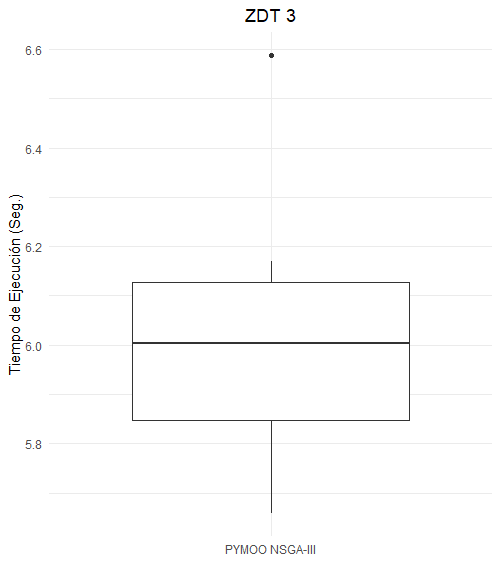 ZDT 3
Tiempo de Ejecución (Seg.)
6.6
6.4
6.2
6.0
5.8
PYMOO NSGA-III